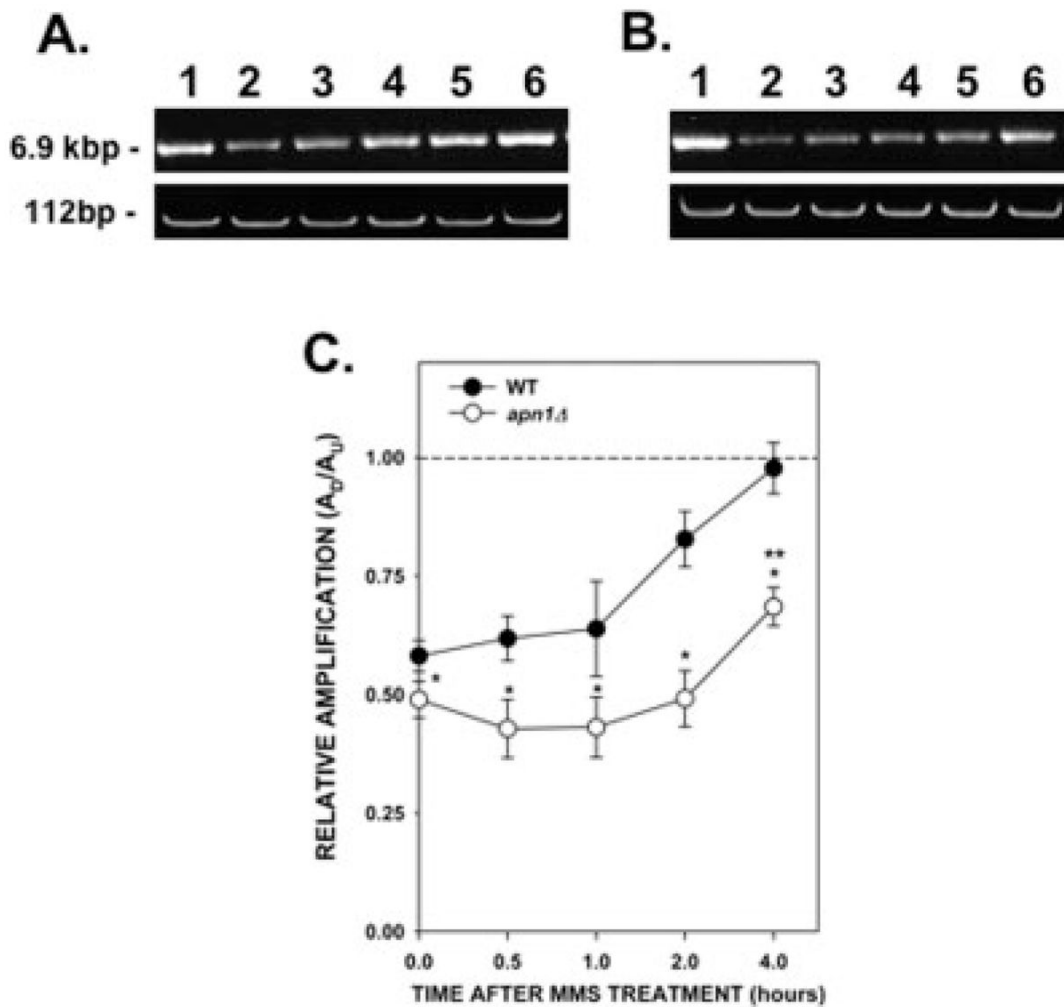 A.
1 2 3 4 5 6
6.9 kbp -
112bp -
B.
1 2 3 4 5 6
C.
WT
apn1Δ
RELATIVE AMPLIFICATION (A_D/A_U)
1.00
0.75
0.50
0.25
0.00
*
*
*
*
**
*
0.0 0.5 1.0 2.0 4.0
TIME AFTER MMS TREATMENT (hours)